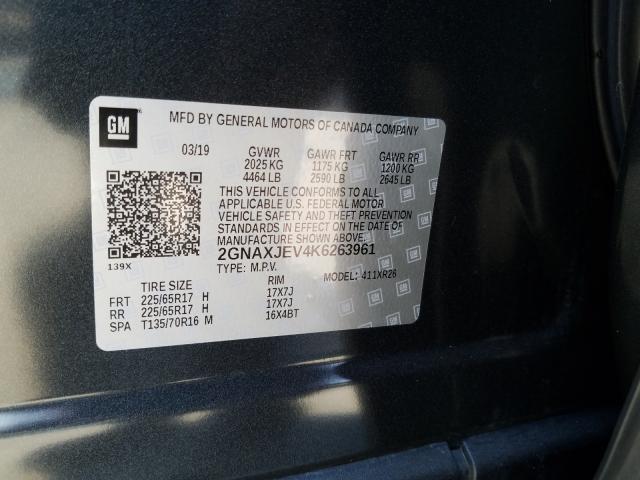 GM
MFD BY GENERAL MOTORS OF CANADA COMPANY
03/19 GVWR GAWR FRT GAWR RR
2025 KG 1175 KG 1200 KG
4464 LB 2590 LB 2645 LB
THIS VEHICLE CONFORMS TO ALL
APPLICABLE U.S. FEDERAL MOTOR
VEHICLE SAFETY AND THEFT PREVENTION
STANDARDS IN EFFECT ON THE DATE OF
MANUFACTURE SHOWN ABOVE.
139X 2GNAXJEV4K6263961
TYPE: M.P.V. MODEL: 411XR26
TIRE SIZE RIM
FRT 225/65R17 H 17X7J
RR 225/65R17 H 17X7J
SPA T135/70R16 M 16X4BT